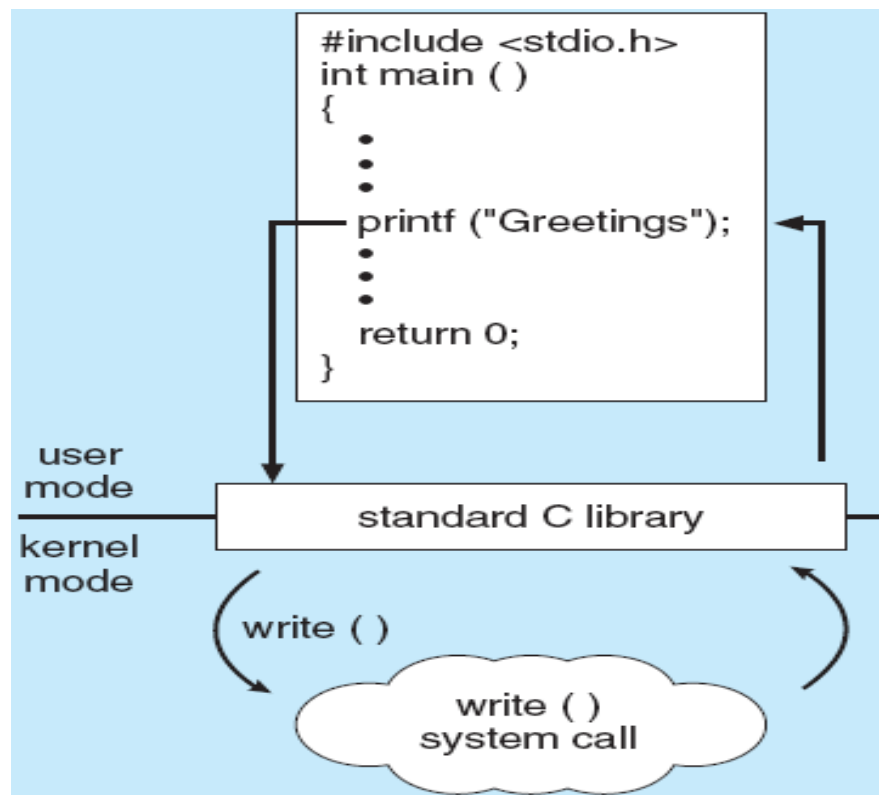 #include <stdio.h>
int main ( )
{
•
•
•
printf ("Greetings");
•
•
•
return 0;
}
user
mode
standard C library
kernel
mode
write ( )
write ( )
system call